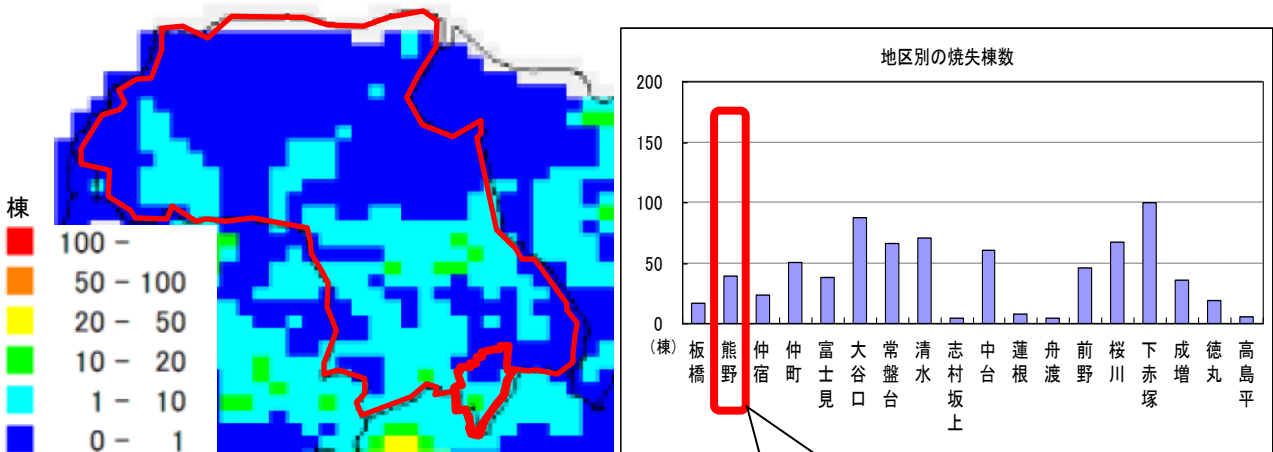 棟
100 -
50 - 100
20 - 50
10 - 20
1 - 10
0 - 1
地区別の焼失棟数
200
150
100
50
0
(棟)
板橋
熊野
仲宿
仲町
富士見
大谷口
常盤台
清水
志村坂上
中台
蓮根
舟渡
前野
桜川
下赤塚
成増
徳丸
高島平